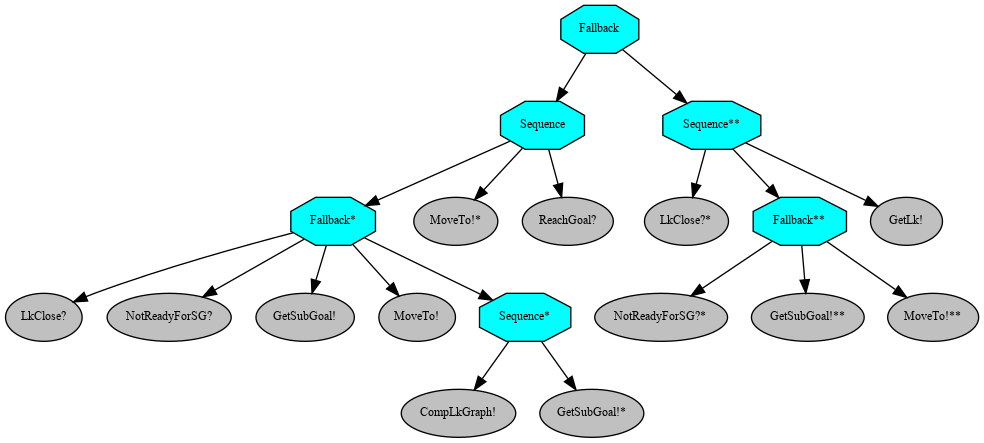 Fallback
Sequence
Sequence**
Fallback*
MoveTo!*
ReachGoal?
LkClose?*
Fallback**
GetLk!
LkClose?
NotReadyForSG?
GetSubGoal!
MoveTo!
Sequence*
NotReadyForSG?*
GetSubGoal!**
MoveTo!**
CompLkGraph!
GetSubGoal!*